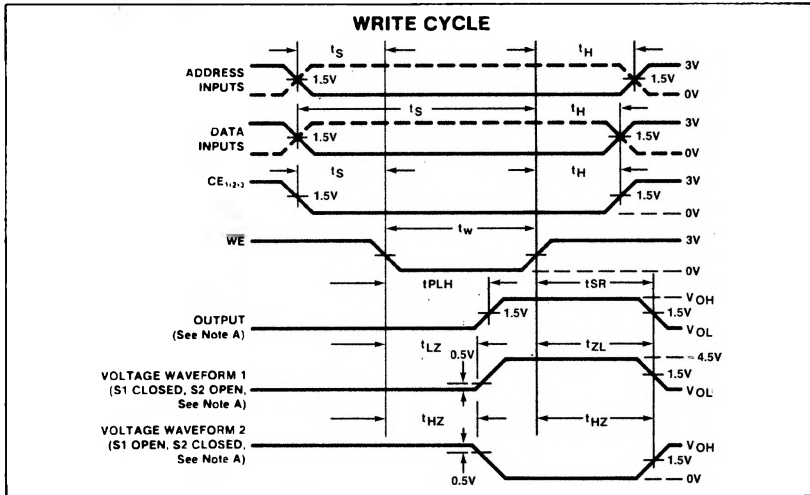 WRITE CYCLE
tS tH
ADDRESS INPUTS 1.5V 1.5V 3V 0V
tS tH
DATA INPUTS 1.5V 1.5V 3V 0V
tS tH
CE1,2,3 1.5V 1.5V 3V 0V
tw
WE 3V 0V
tPLH tSR
OUTPUT (See Note A) 1.5V 1.5V VOH VOL
tLZ tZL
0.5V 4.5V
VOLTAGE WAVEFORM 1
(S1 CLOSED, S2 OPEN, 1.5V VOL
See Note A)
tHZ tHZ
VOLTAGE WAVEFORM 2 VOH
(S1 OPEN, S2 CLOSED, 1.5V
See Note A) 0.5V 0V